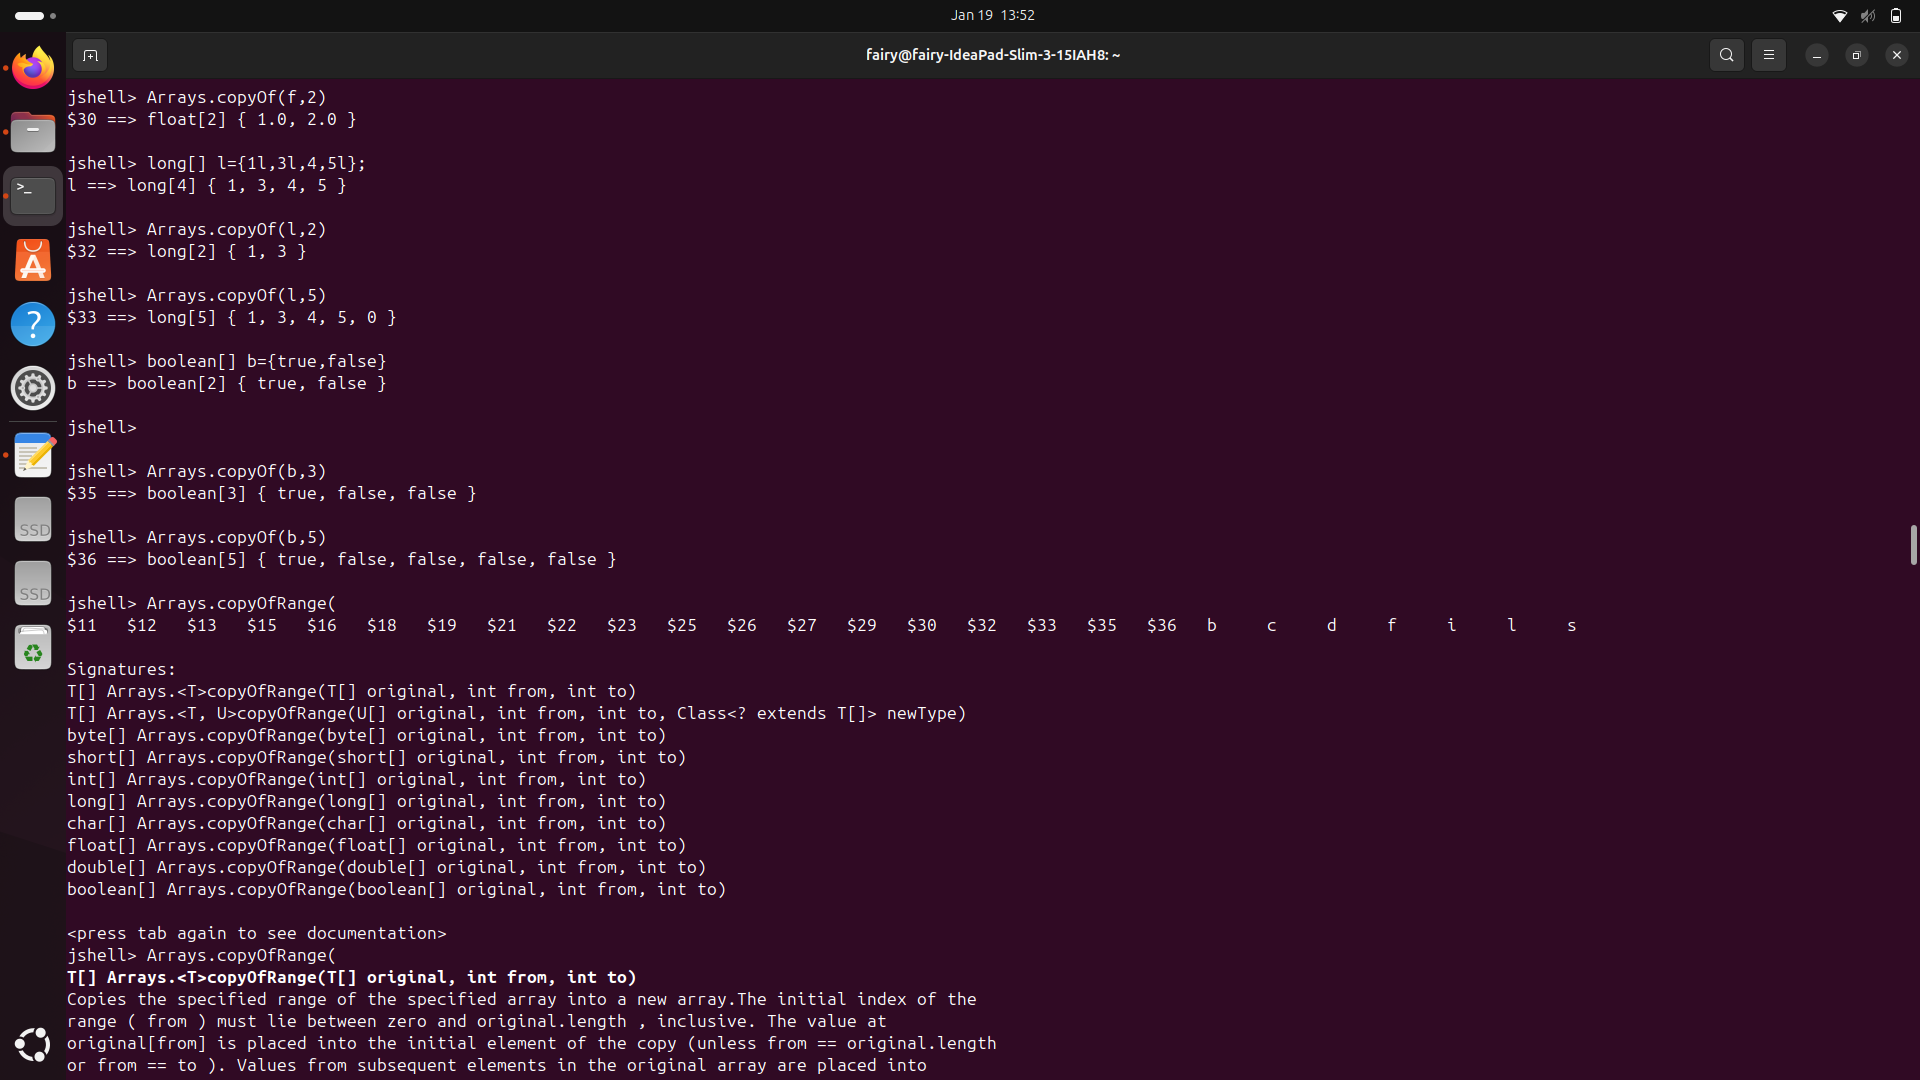 Jan 19 13:52
fairy@fairy-IdeaPad-Slim-3-15IAH8: ~
jshell> Arrays.copyOf(f,2)
$30 ==> float[2] { 1.0, 2.0 }
jshell> long[] l={1l,3l,4,5l};
l ==> long[4] { 1, 3, 4, 5 }
jshell> Arrays.copyOf(l,2)
$32 ==> long[2] { 1, 3 }
jshell> Arrays.copyOf(l,5)
$33 ==> long[5] { 1, 3, 4, 5, 0 }
jshell> boolean[] b={true,false}
b ==> boolean[2] { true, false }
jshell>
jshell> Arrays.copyOf(b,3)
$35 ==> boolean[3] { true, false, false }
jshell> Arrays.copyOf(b,5)
$36 ==> boolean[5] { true, false, false, false, false }
jshell> Arrays.copyOfRange(
$11 $12 $13 $15 $16 $18 $19 $21 $22 $23 $25 $26 $27 $29 $30 $32 $33 $35 $36 b c d f i l s
Signatures:
T[] Arrays.<T>copyOfRange(T[] original, int from, int to)
T[] Arrays.<T, U>copyOfRange(U[] original, int from, int to, Class<? extends T[]> newType)
byte[] Arrays.copyOfRange(byte[] original, int from, int to)
short[] Arrays.copyOfRange(short[] original, int from, int to)
int[] Arrays.copyOfRange(int[] original, int from, int to)
long[] Arrays.copyOfRange(long[] original, int from, int to)
char[] Arrays.copyOfRange(char[] original, int from, int to)
float[] Arrays.copyOfRange(float[] original, int from, int to)
double[] Arrays.copyOfRange(double[] original, int from, int to)
boolean[] Arrays.copyOfRange(boolean[] original, int from, int to)
<press tab again to see documentation>
jshell> Arrays.copyOfRange(
T[] Arrays.<T>copyOfRange(T[] original, int from, int to)
Copies the specified range of the specified array into a new array.The initial index of the
range ( from ) must lie between zero and original.length , inclusive. The value at
original[from] is placed into the initial element of the copy (unless from == original.length
or from == to ). Values from subsequent elements in the original array are placed into
SSD
SSD